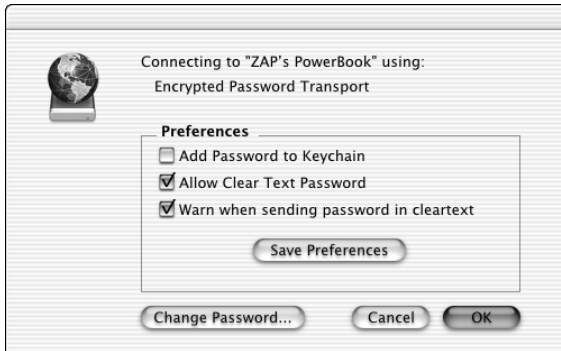 Connecting to "ZAP's PowerBook" using:
Encrypted Password Transport
Preferences
Add Password to Keychain
Allow Clear Text Password
Warn when sending password in cleartext
Save Preferences
Change Password... Cancel OK